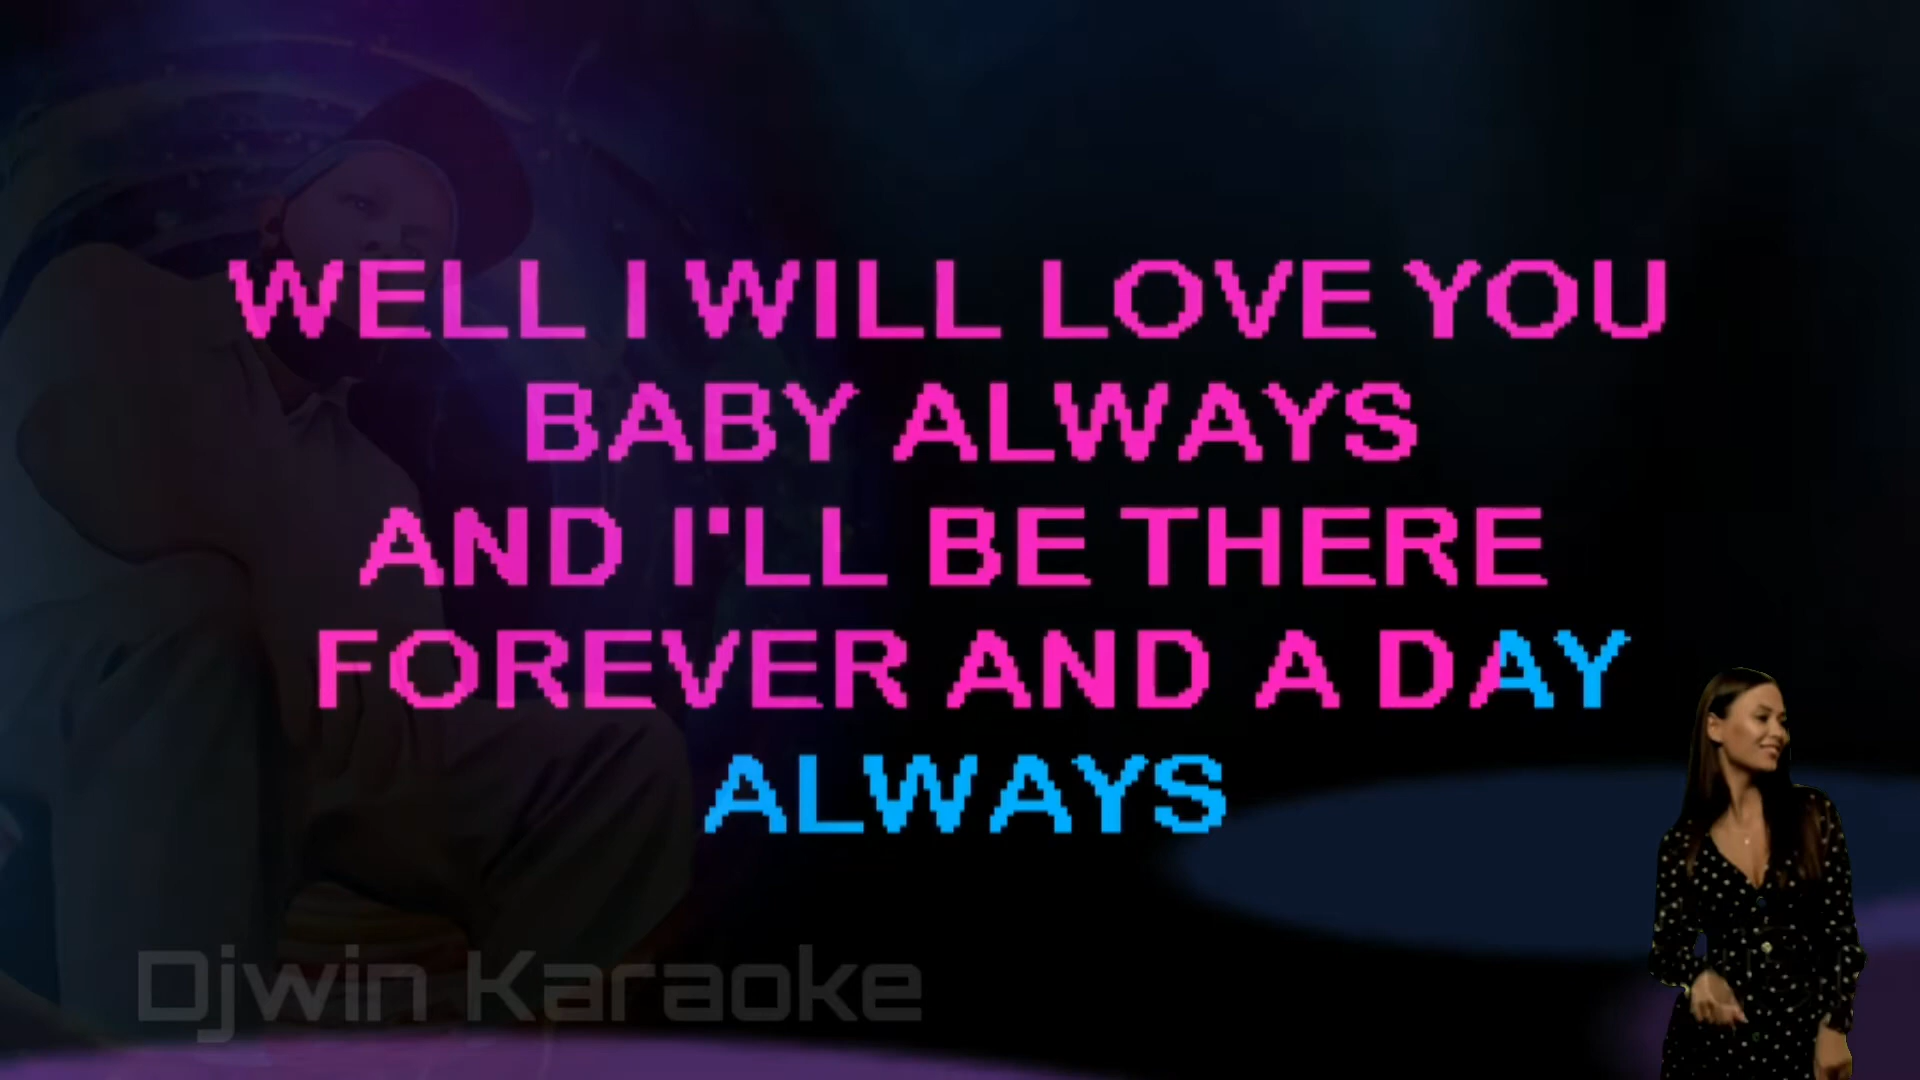 WELL I WILL LOVE YOU
BABY ALWAYS
AND I'LL BE THERE
FOREVER AND A DAY
ALWAYS
Djwin Karaoke